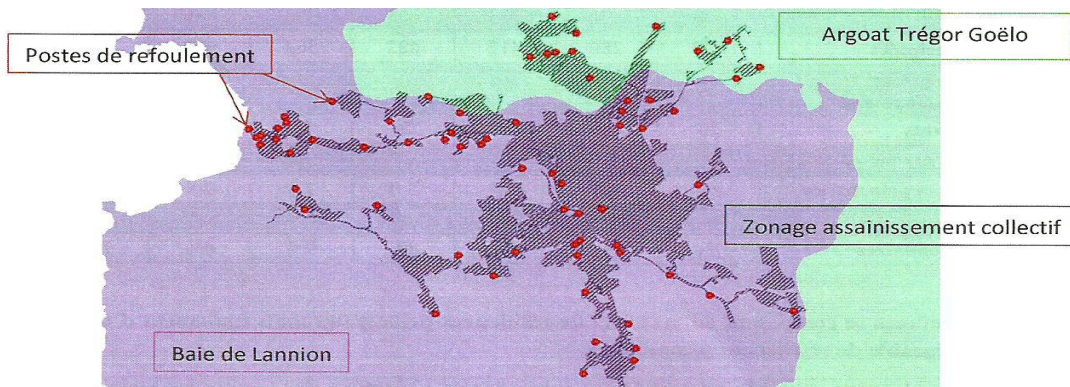 Argoat Trégor Goëlo
Postes de refoulement
Zonage assainissement collectif
Baie de Lannion